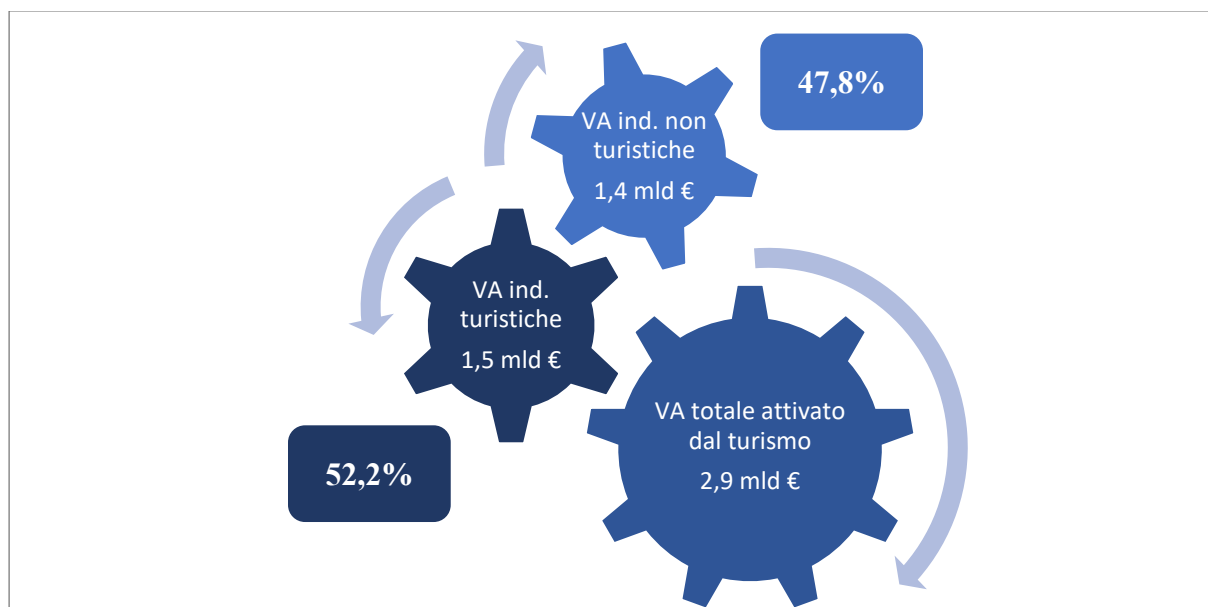 47,8%
VA ind. non
turistiche
1,4 mld €
VA ind.
turistiche
1,5 mld €
52,2%
VA totale attivato
dal turismo
2,9 mld €